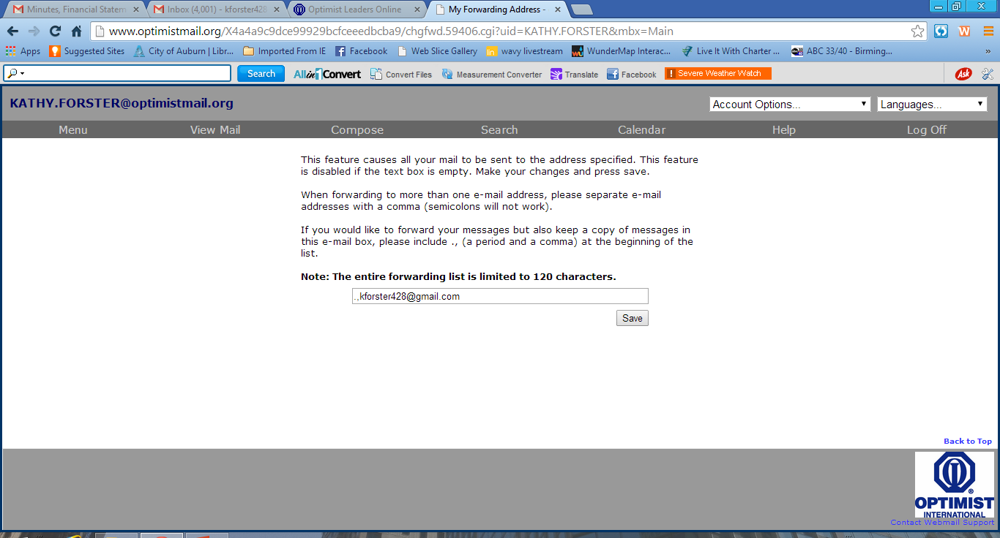 Minutes, Financial Statem
Inbox (4,001) - kforster428
Optimist Leaders Online
My Forwarding Address -
www.optimistmail.org/X4a4a9c9dce99929bcfceeedbcba9/chgfwd.59406.cgi?uid=KATHY.FORSTER&mbx=Main
Apps
Suggested Sites
City of Auburn | Libr...
Imported From IE
Facebook
Web Slice Gallery
wavy livestream
WunderMap Interac...
Live It With Charter ...
ABC 33/40 - Birming...
»
Search
Allin1Convert
Convert Files
Measurement Converter
Translate
Facebook
Severe Weather Watch
Ask
KATHY.FORSTER@optimistmail.org
Account Options...
Languages...
Menu
View Mail
Compose
Search
Calendar
Help
Log Off
This feature causes all your mail to be sent to the address specified. This feature
is disabled if the text box is empty. Make your changes and press save.
When forwarding to more than one e-mail address, please separate e-mail
addresses with a comma (semicolons will not work).
If you would like to forward your messages but also keep a copy of messages in
this e-mail box, please include ., (a period and a comma) at the beginning of the
list.
Note: The entire forwarding list is limited to 120 characters.
.,kforster428@gmail.com
Save
Back to Top
OPTIMIST
INTERNATIONAL
Contact Webmail Support